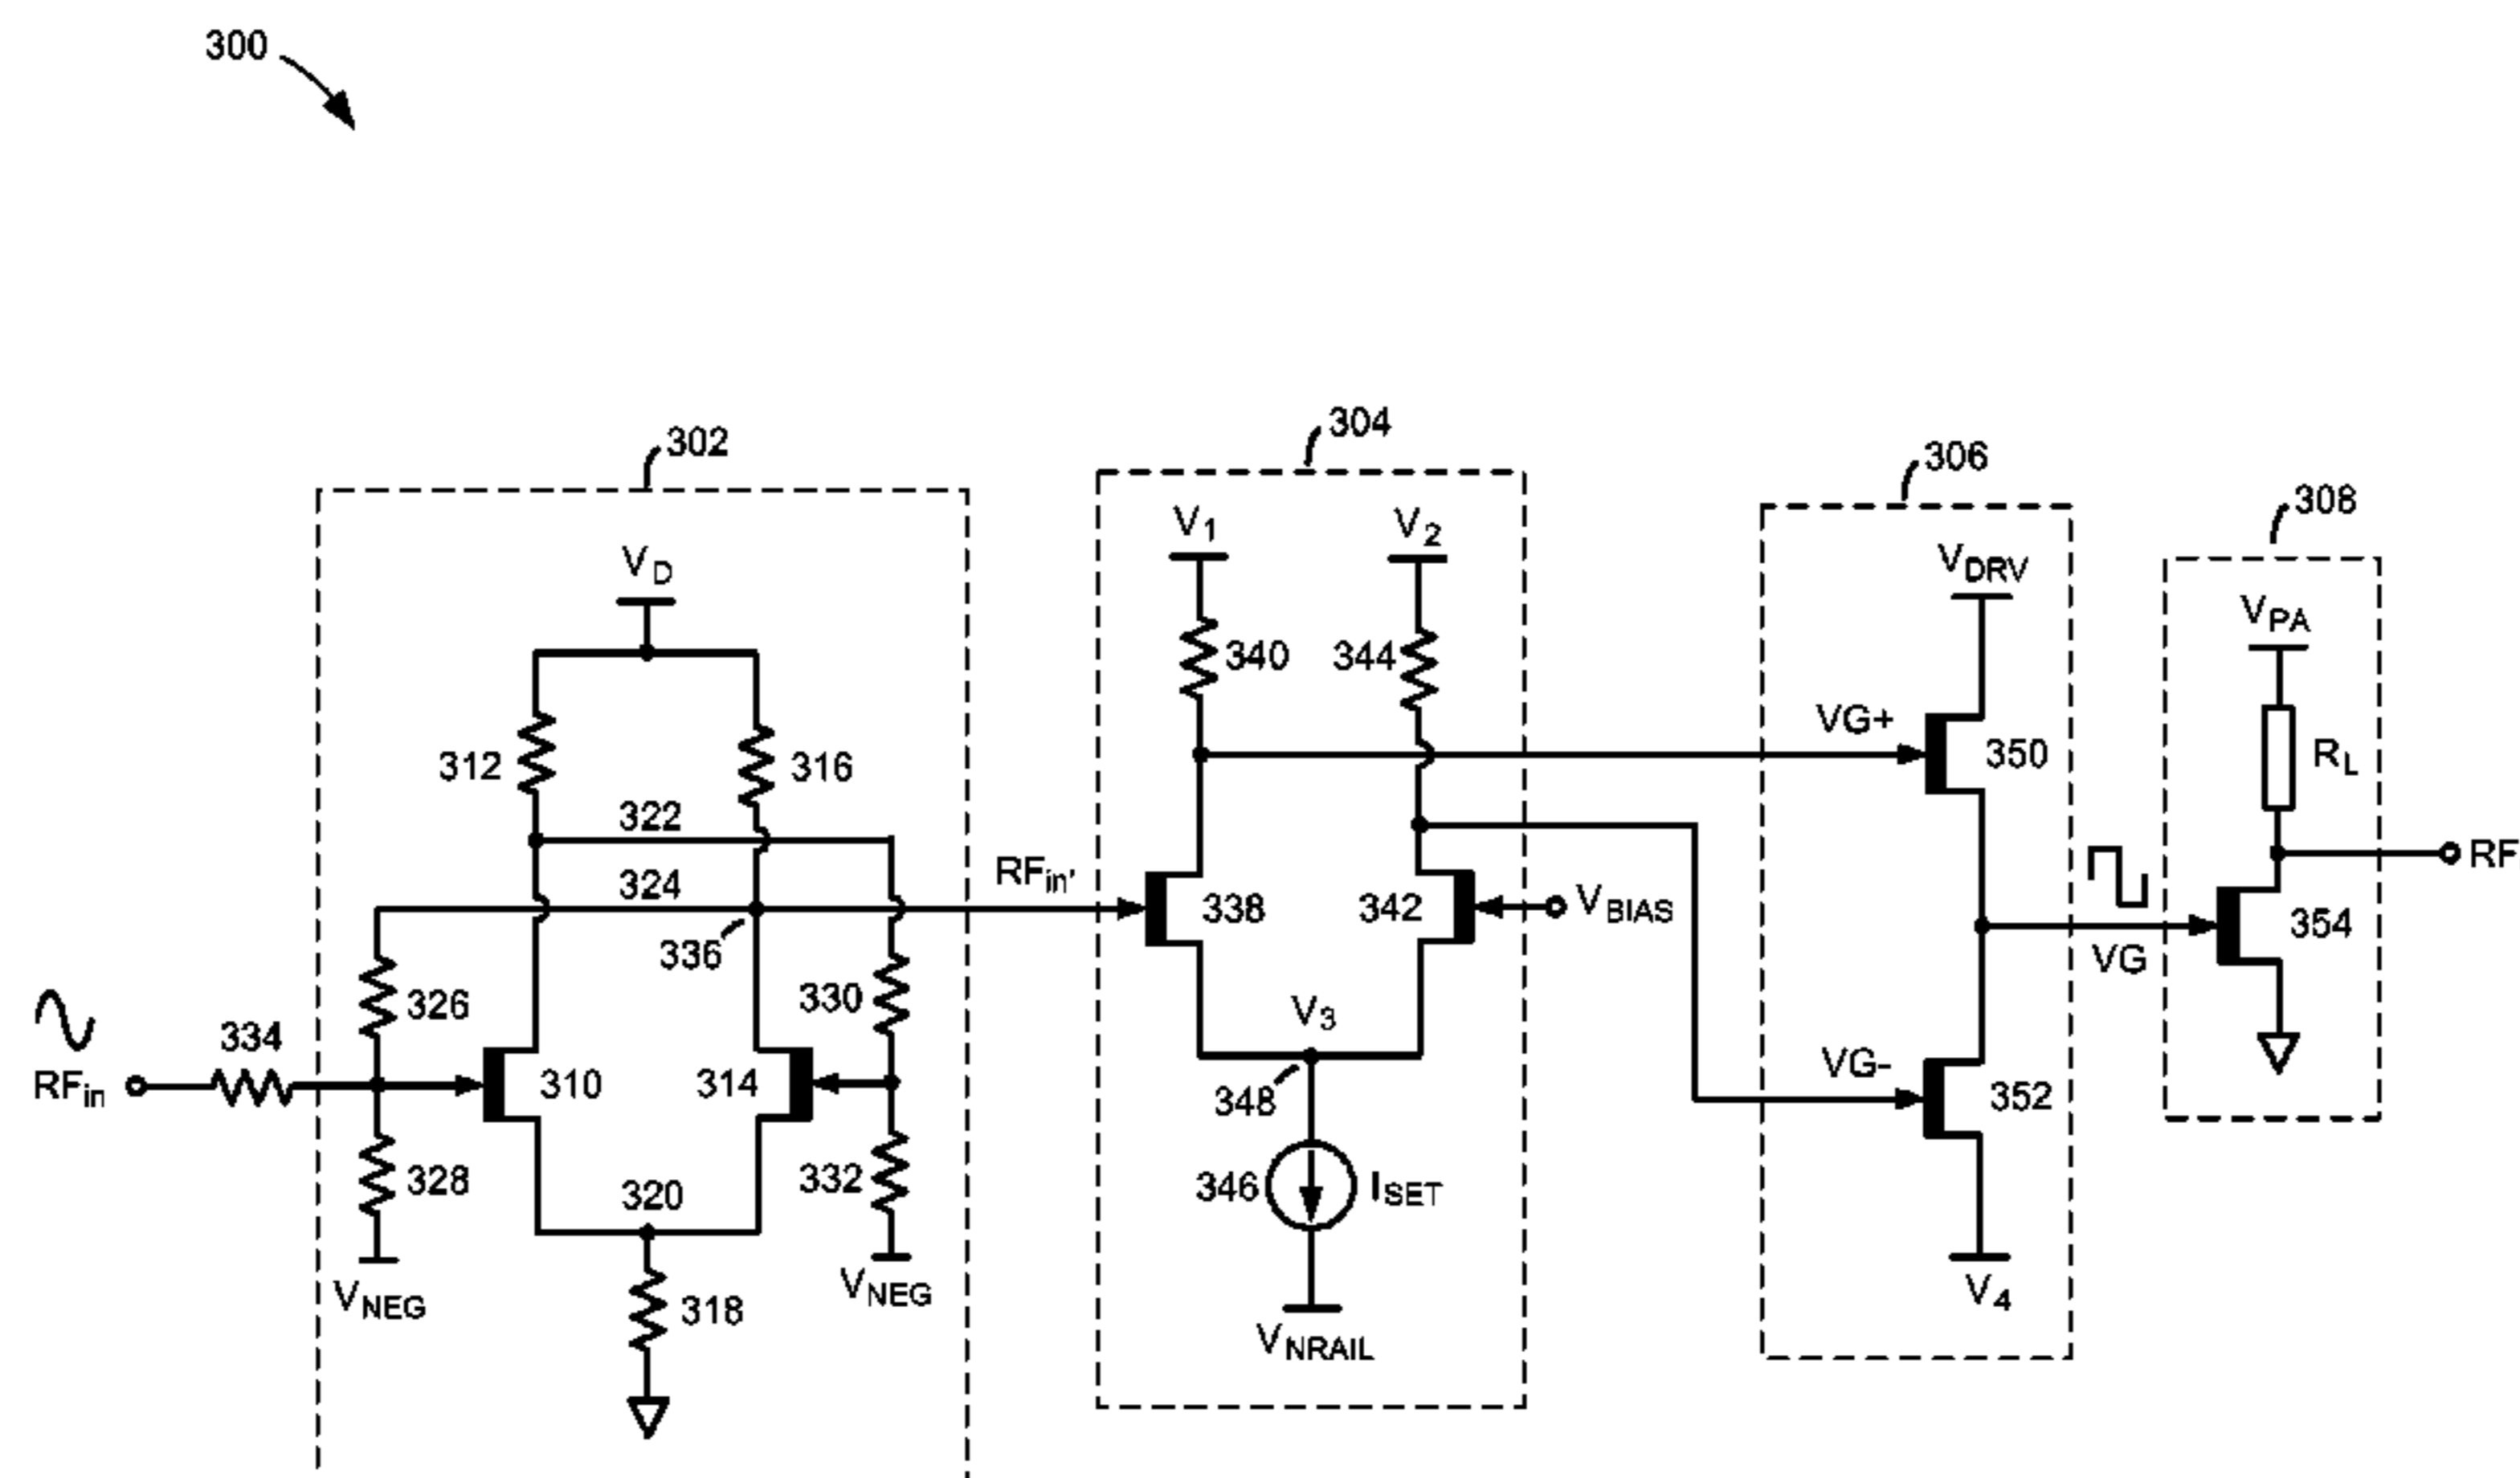 300
302
304
306
308
V1
V2
VD
VDRV
VPA
340
344
VG+
350
RL
312
316
322
324
RFin'
338
342
VBIAS
RF
336
VG
354
326
330
V3
334
RFin
310
314
VG-
352
348
328
332
320
346
ISET
VNEG
VNEG
318
V4
VNRAIL